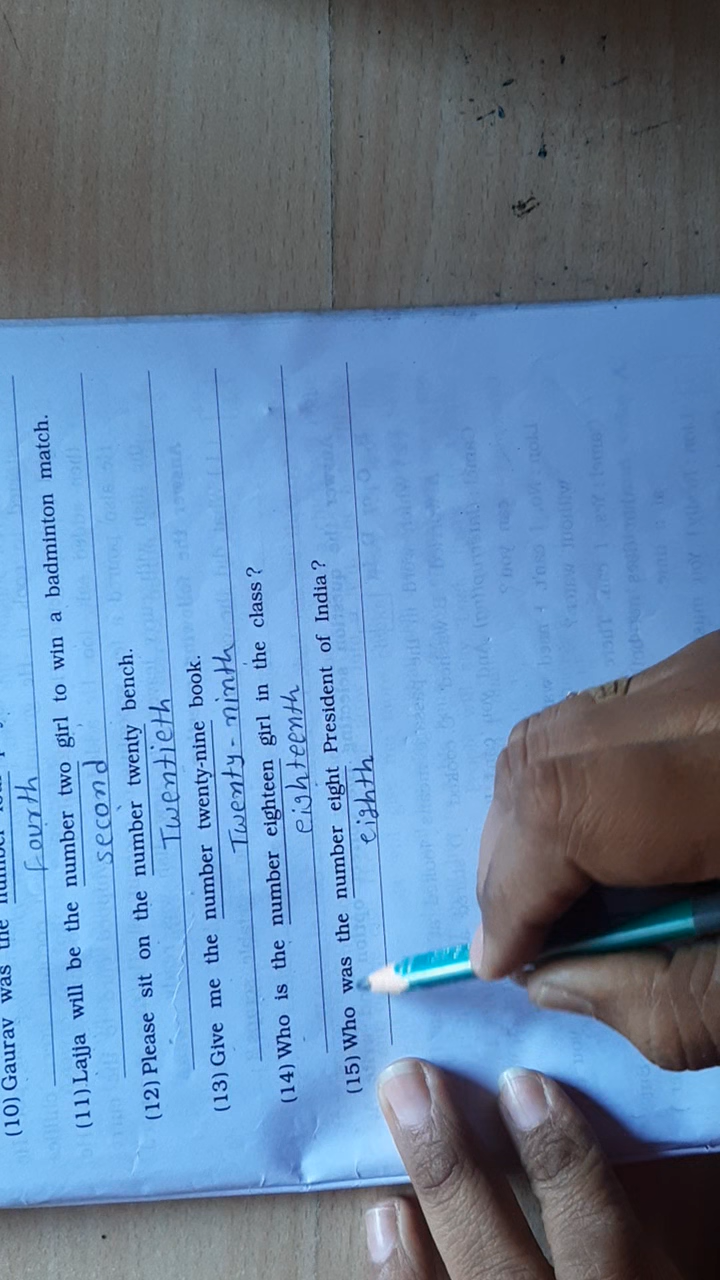 (10) Gaurav was the number
fourth
(11) Lajja will be the number two girl to win a badminton match.
second
(12) Please sit on the number twenty bench.
Twentieth
(13) Give me the number twenty-nine book.
Twenty-ninth
(14) Who is the number eighteen girl in the class ?
eighteenth
(15) Who was the number eight President of India ?
eighth